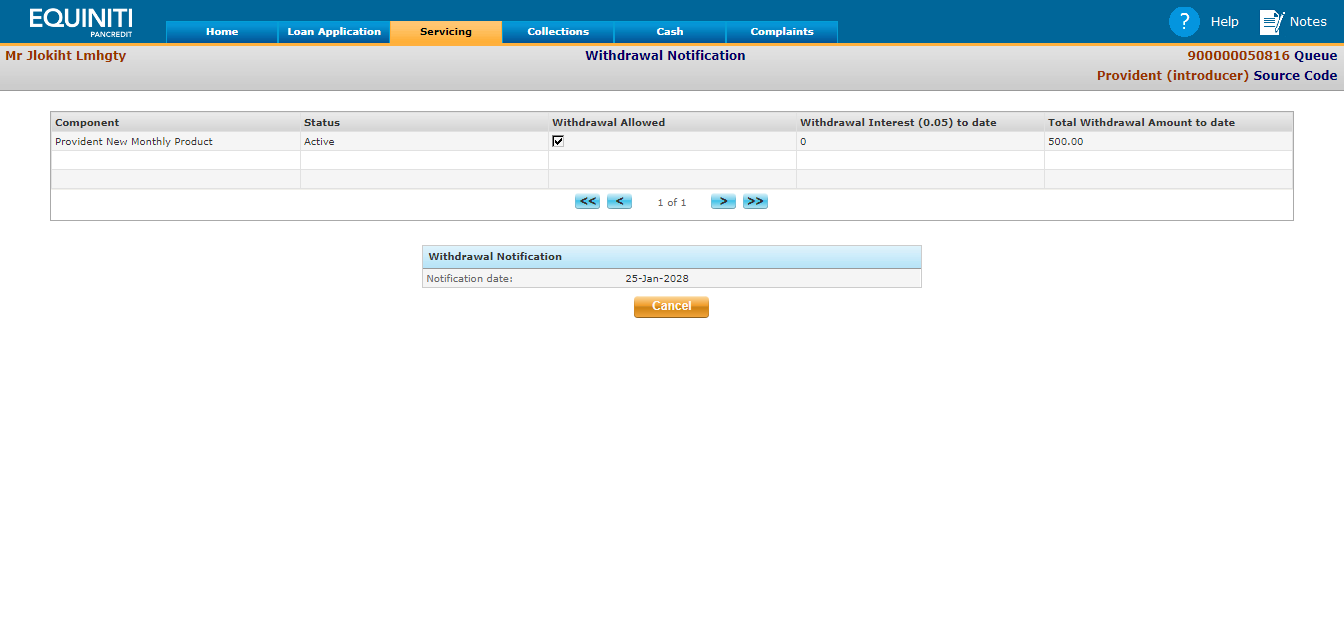 EQUINITI
PANCREDIT
Home Loan Application Servicing Collections Cash Complaints
? Help Notes
Mr Jlokiht Lmhgty Withdrawal Notification 900000050816 Queue
Provident (introducer) Source Code
Component Status Withdrawal Allowed Withdrawal Interest (0.05) to date Total Withdrawal Amount to date
Provident New Monthly Product Active 0 500.00
<< < 1 of 1 > >>
Withdrawal Notification
Notification date: 25-Jan-2028
Cancel